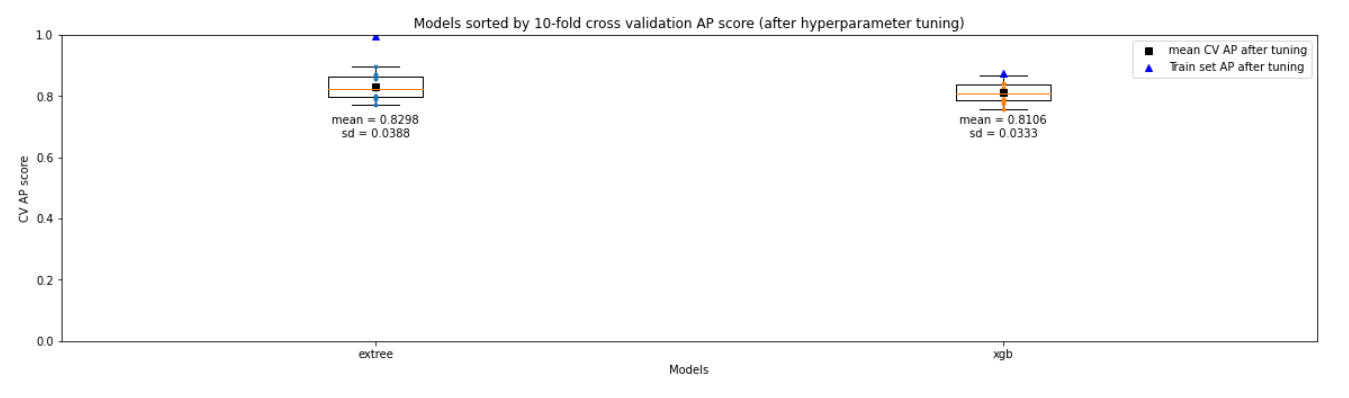 Models sorted by 10-fold cross validation AP score (after hyperparameter tuning)
1.0
0.8
0.6
0.4
0.2
0.0
CV AP score
mean CV AP after tuning
Train set AP after tuning
mean = 0.8298
sd = 0.0388
mean = 0.8106
sd = 0.0333
extree
xgb
Models